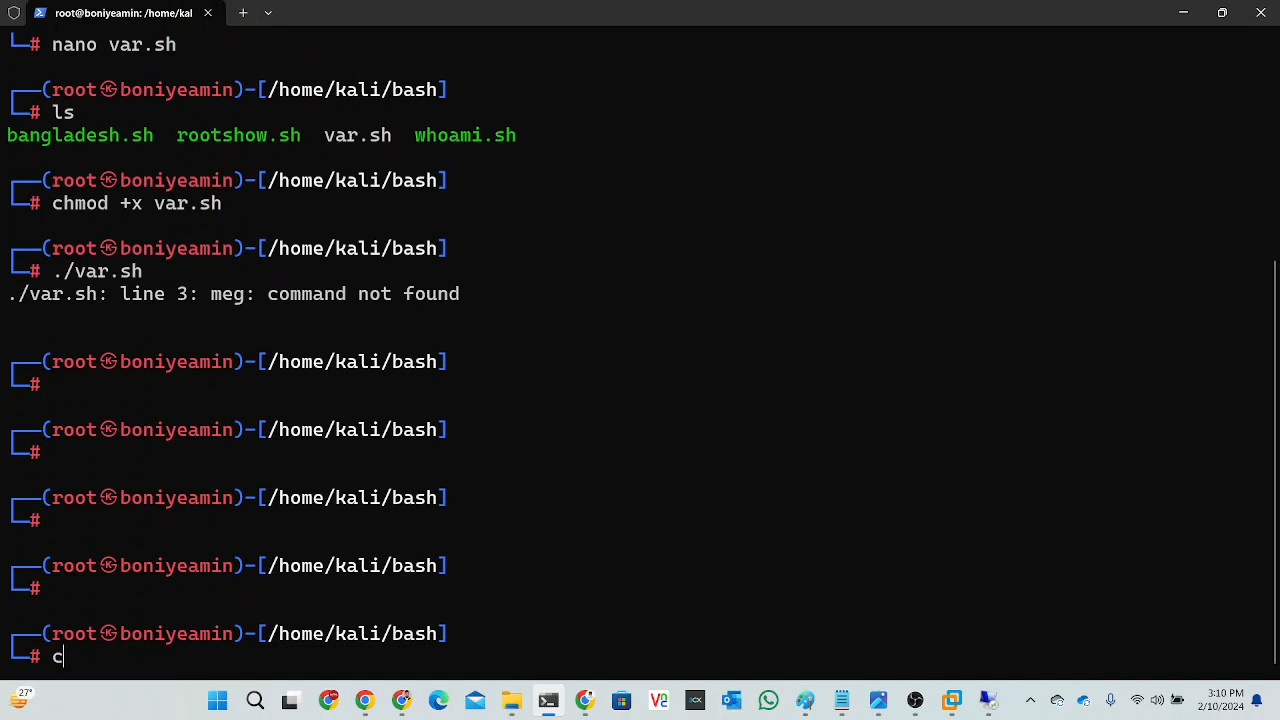 root@boniyeamin: /home/kal
└─# nano var.sh
┌──(root㉿boniyeamin)-[/home/kali/bash]
└─# ls
bangladesh.sh rootshow.sh var.sh whoami.sh
┌──(root㉿boniyeamin)-[/home/kali/bash]
└─# chmod +x var.sh
┌──(root㉿boniyeamin)-[/home/kali/bash]
└─# ./var.sh
./var.sh: line 3: meg: command not found
┌──(root㉿boniyeamin)-[/home/kali/bash]
└─#
┌──(root㉿boniyeamin)-[/home/kali/bash]
└─#
┌──(root㉿boniyeamin)-[/home/kali/bash]
└─#
┌──(root㉿boniyeamin)-[/home/kali/bash]
└─#
┌──(root㉿boniyeamin)-[/home/kali/bash]
└─# c
27°
3:10 PM
2/10/2024